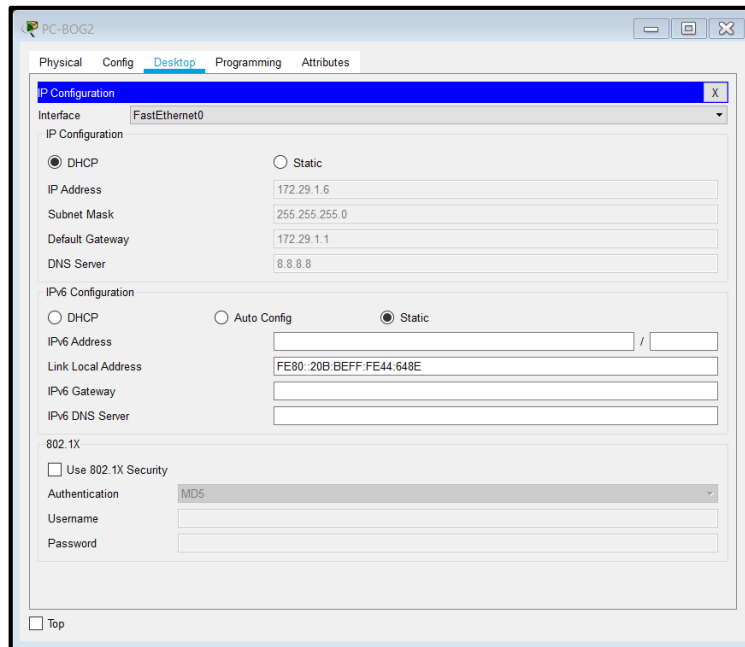 PC-BOG2
Physical Config Desktop Programming Attributes
IP Configuration X
Interface FastEthernet0
IP Configuration
DHCP Static
IP Address 172.29.1.6
Subnet Mask 255.255.255.0
Default Gateway 172.29.1.1
DNS Server 8.8.8.8
IPv6 Configuration
DHCP Auto Config Static
IPv6 Address /
Link Local Address FE80::20B:BEFF:FE44:648E
IPv6 Gateway
IPv6 DNS Server
802.1X
Use 802.1X Security
Authentication MD5
Username
Password
Top